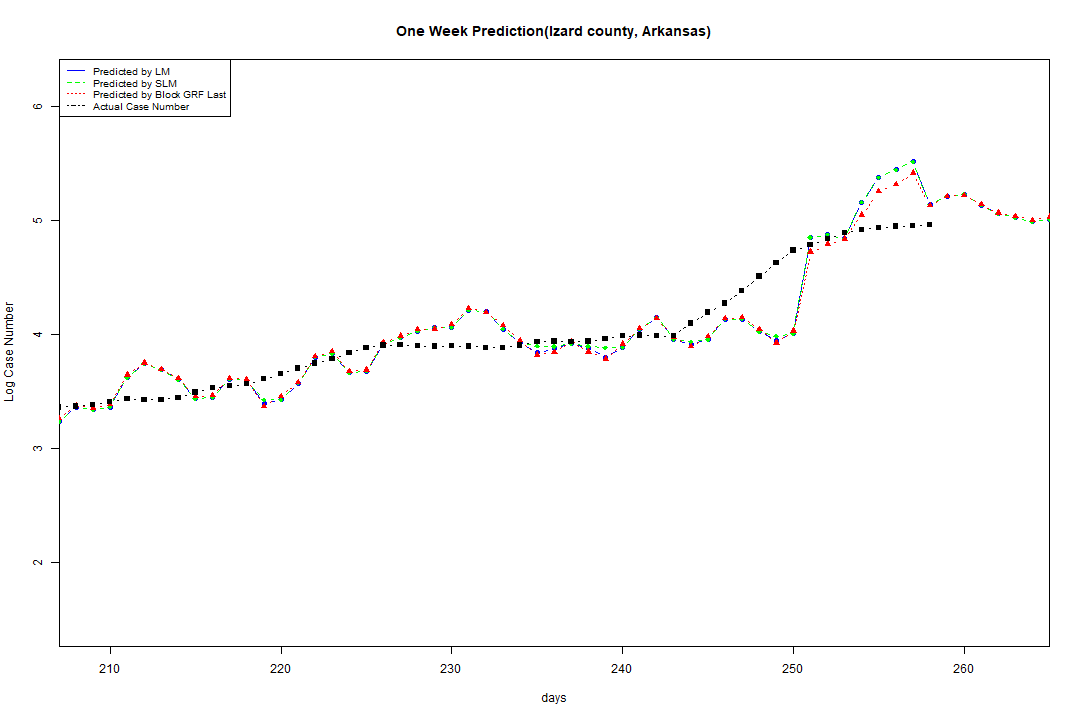 One Week Prediction(Izard county, Arkansas)
Predicted by LM
Predicted by SLM
Predicted by Block GRF Last
Actual Case Number
6
5
4
3
2
Log Case Number
210 220 230 240 250 260
days